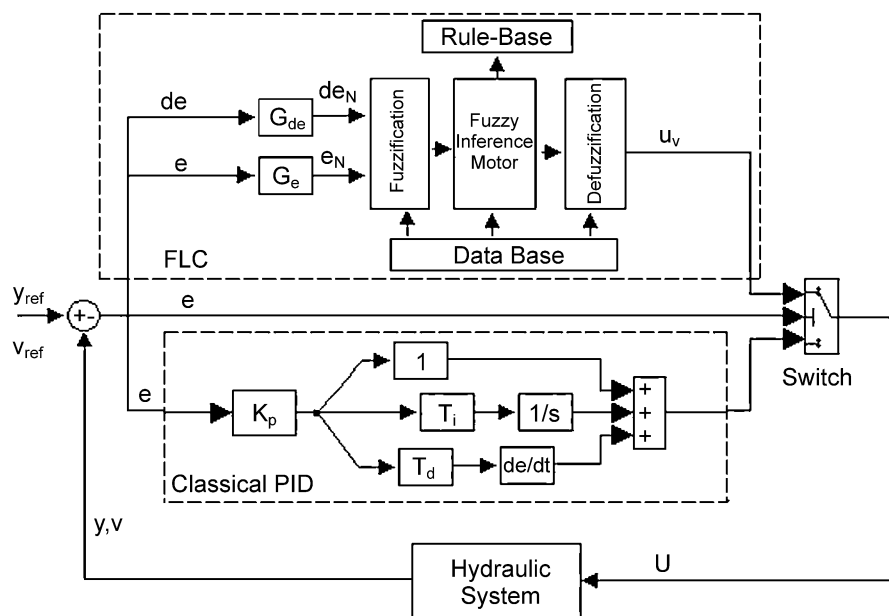 Rule-Base
de
G_de
de_N
Fuzzification
Fuzzy
Inference
Motor
Defuzzification
u_v
e
G_e
e_N
Data Base
FLC
y_ref
+-
v_ref
e
Switch
e
K_p
1
T_i
1/s
T_d
de/dt
+
+
+
Classical PID
y,v
Hydraulic
System
U